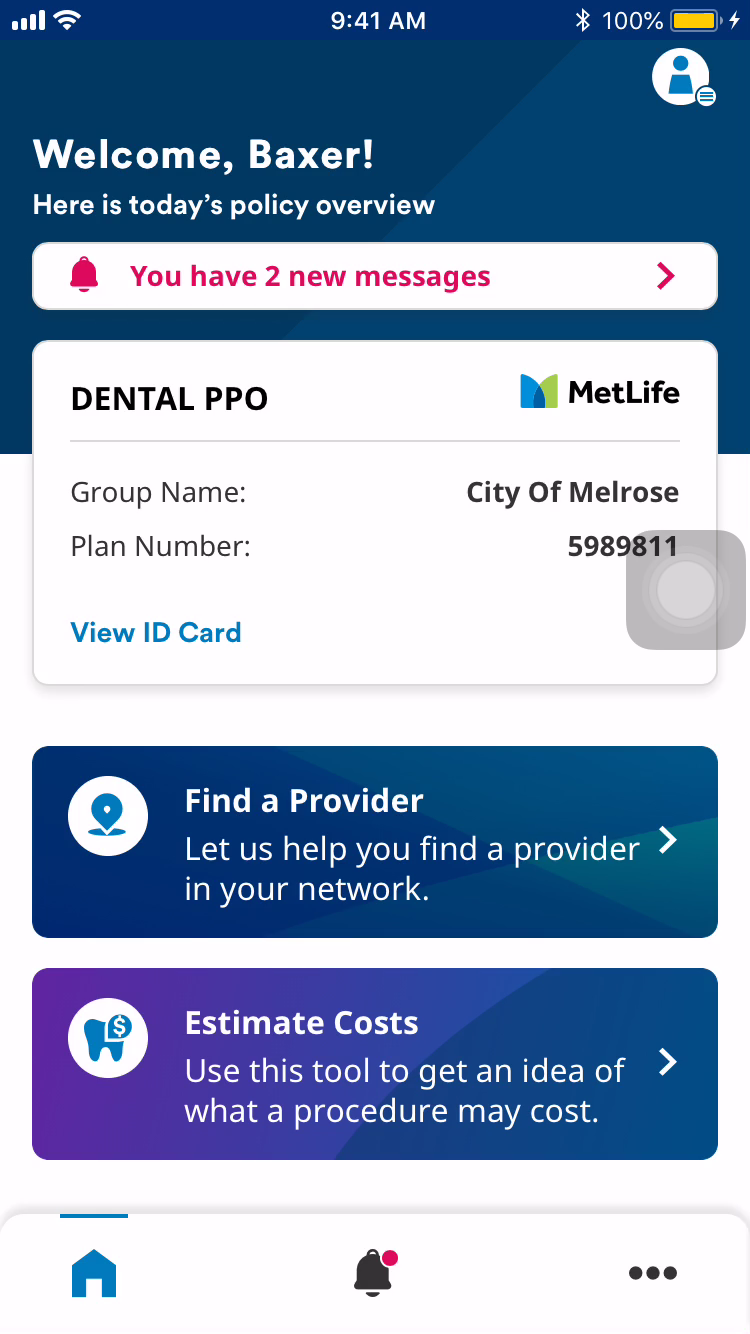 9:41 AM
100%
Welcome, Baxer!
Here is today's policy overview
You have 2 new messages
DENTAL PPO
MetLife
Group Name: City Of Melrose
Plan Number: 5989811
View ID Card
Find a Provider
Let us help you find a provider
in your network.
Estimate Costs
$
Use this tool to get an idea of
what a procedure may cost.